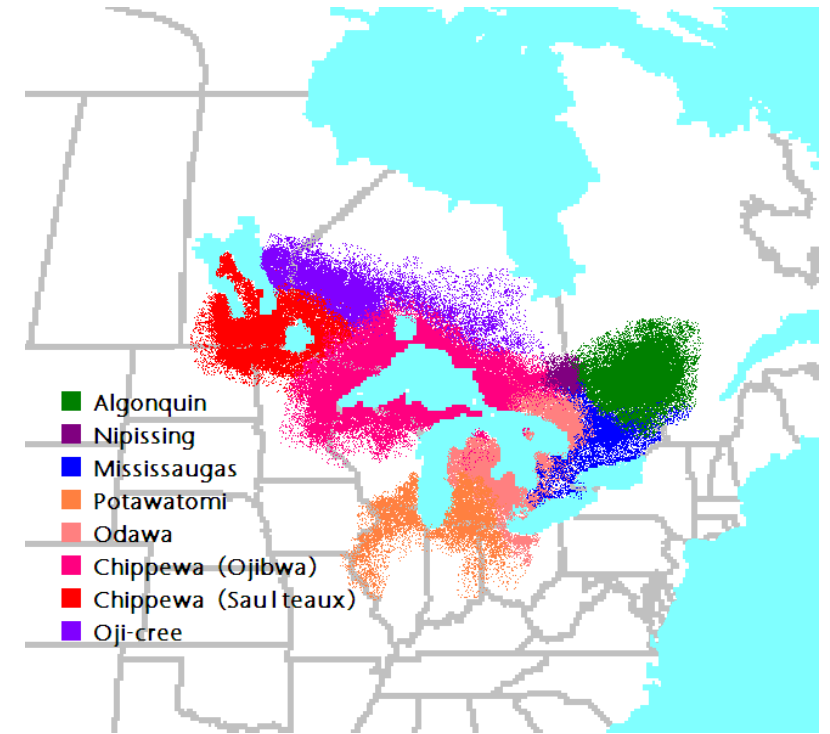 Algonquin
Nipissing
Mississaugas
Potawatomi
Odawa
Chippewa (Ojibwa)
Chippewa (Saulteaux)
Oji-cree